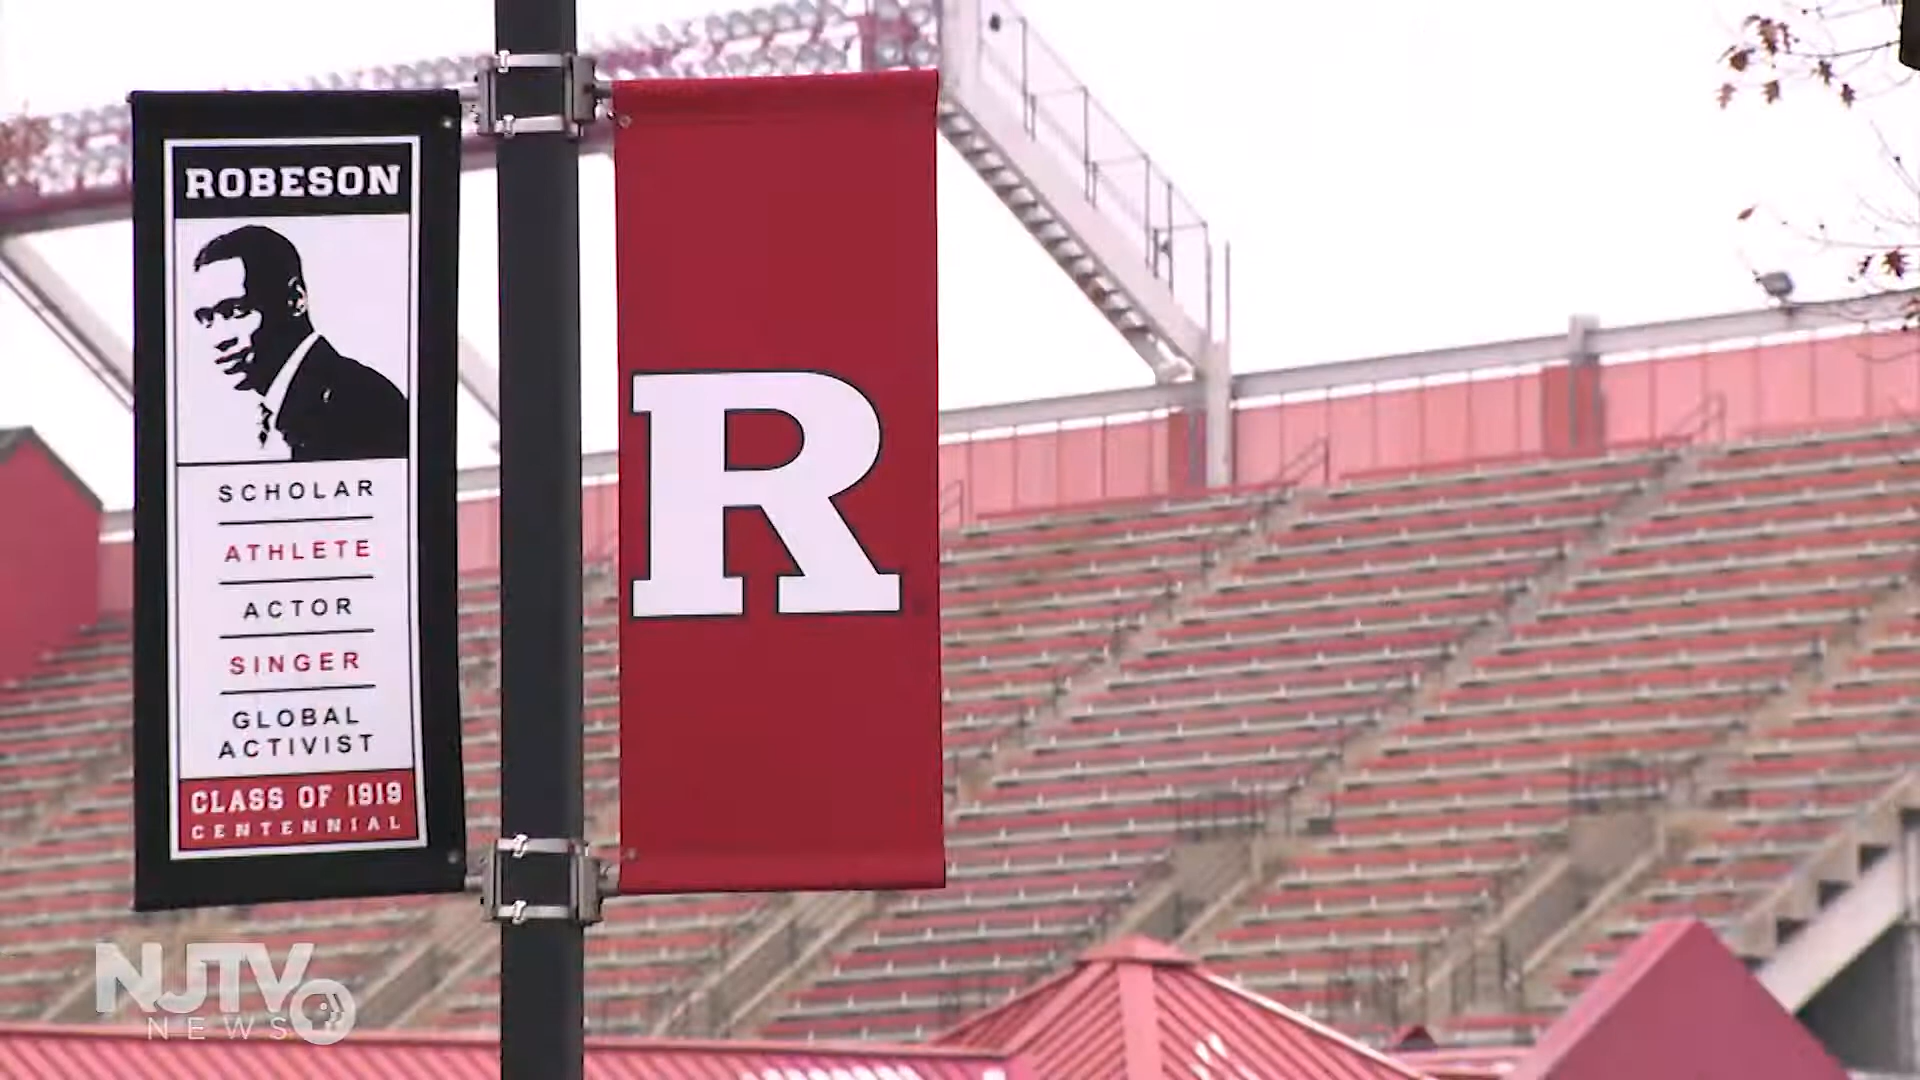 ROBESON
SCHOLAR
ATHLETE
ACTOR
SINGER
GLOBAL
ACTIVIST
CLASS OF 1919
CENTENNIAL
R
NJTV
NEWS